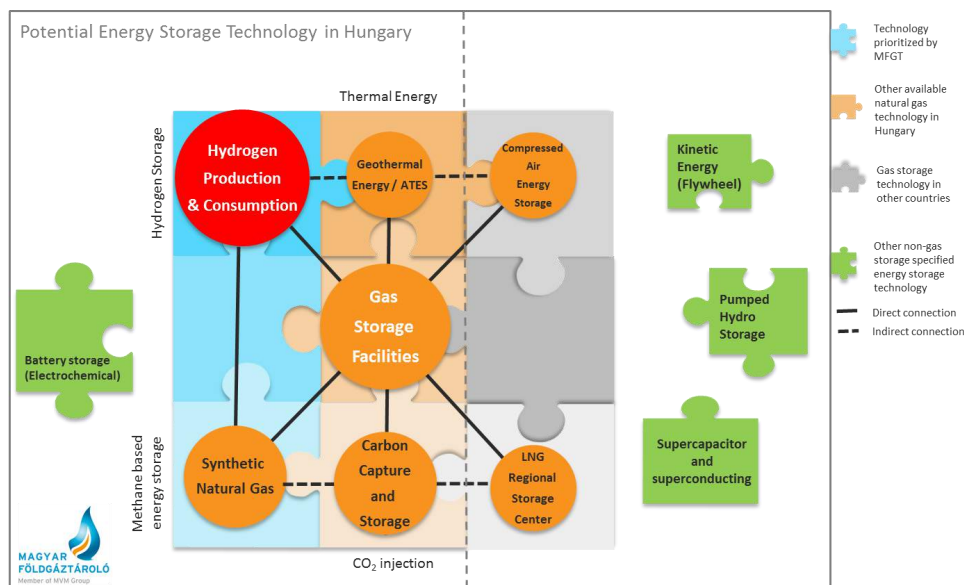 Potential Energy Storage Technology in Hungary
Thermal Energy
Hydrogen Storage
Hydrogen
Production
& Consumption
Geothermal
Energy / ATES
Compressed
Air
Energy
Storage
Kinetic
Energy
(Flywheel)
Gas
Storage
Facilities
Battery storage
(Electrochemical)
Pumped
Hydro
Storage
Methane based
energy storage
Synthetic
Natural Gas
Carbon
Capture
and
Storage
LNG
Regional
Storage
Center
Supercapacitor
and
superconducting
CO₂ injection
MAGYAR
FÖLDGÁZTÁROLÓ
Member of MVM Group
Technology
prioritized by
MFGT
Other available
natural gas
technology in
Hungary
Gas storage
technology in
other countries
Other non-gas
storage specified
energy storage
technology
Direct connection
Indirect connection